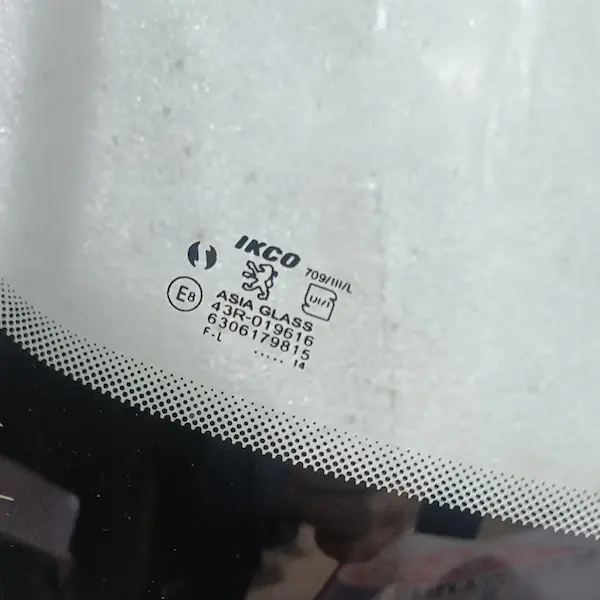 IKCO
709/III/L
E8
ASIA GLASS
43R-019616
6306179815
F-L
..... 14